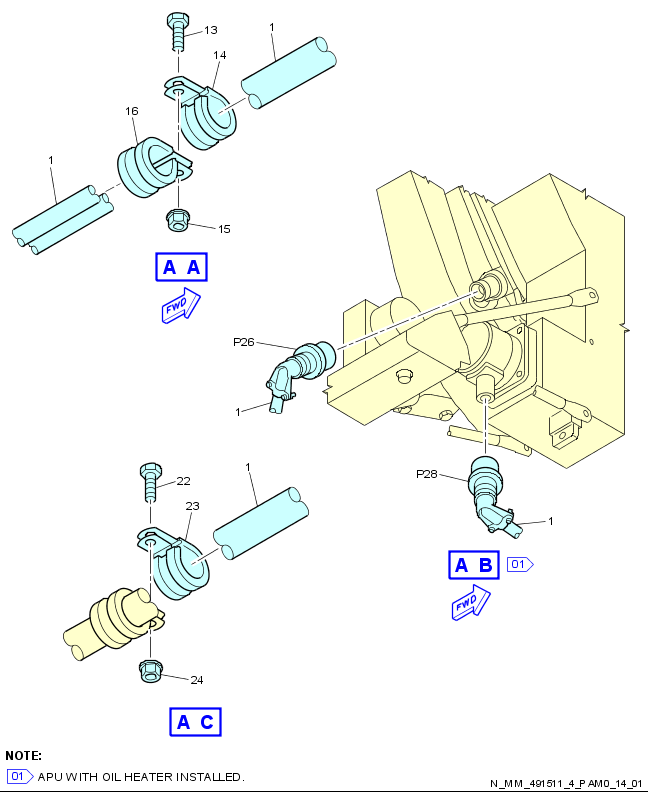 13
1
14
16
1
15
A A
FWD
P26
1
P28
22
1
23
1
A B 01
FWD
24
A C
NOTE:
01 APU WITH OIL HEATER INSTALLED.
N_MM_491511_4_PAM0_14_01